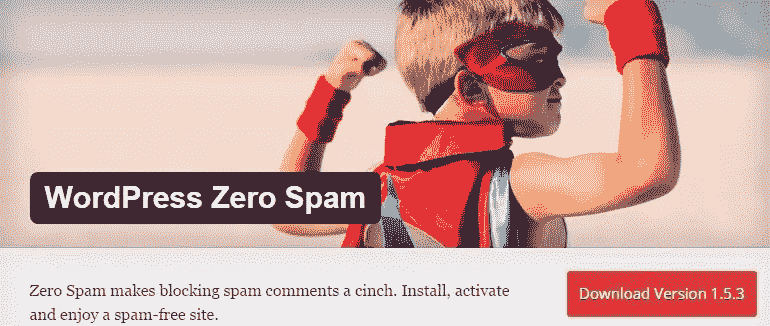 WordPress Zero Spam
Zero Spam makes blocking spam comments a cinch. Install, activate
and enjoy a spam-free site.
Download Version 1.5.3